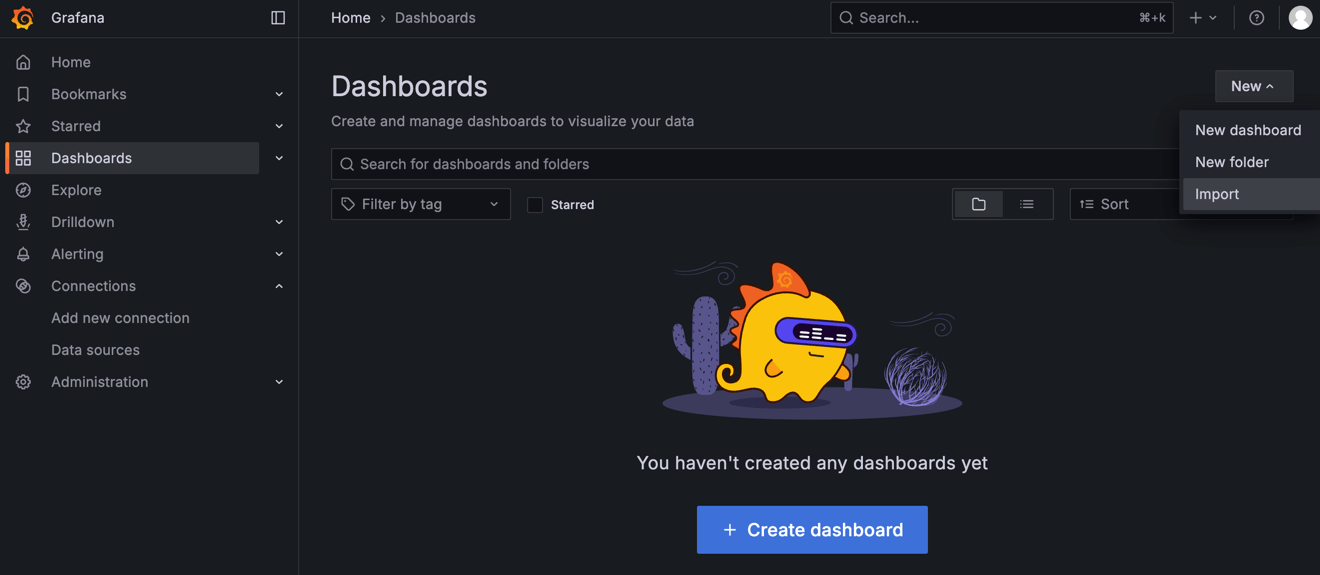 Grafana
Home › Dashboards
Search... ⌘+k
Home
Bookmarks
Starred
Dashboards
Explore
Drilldown
Alerting
Connections
Add new connection
Data sources
Administration
Dashboards
New
Create and manage dashboards to visualize your data
New dashboard
New folder
Import
Search for dashboards and folders
Filter by tag
Starred
Sort
You haven't created any dashboards yet
+ Create dashboard